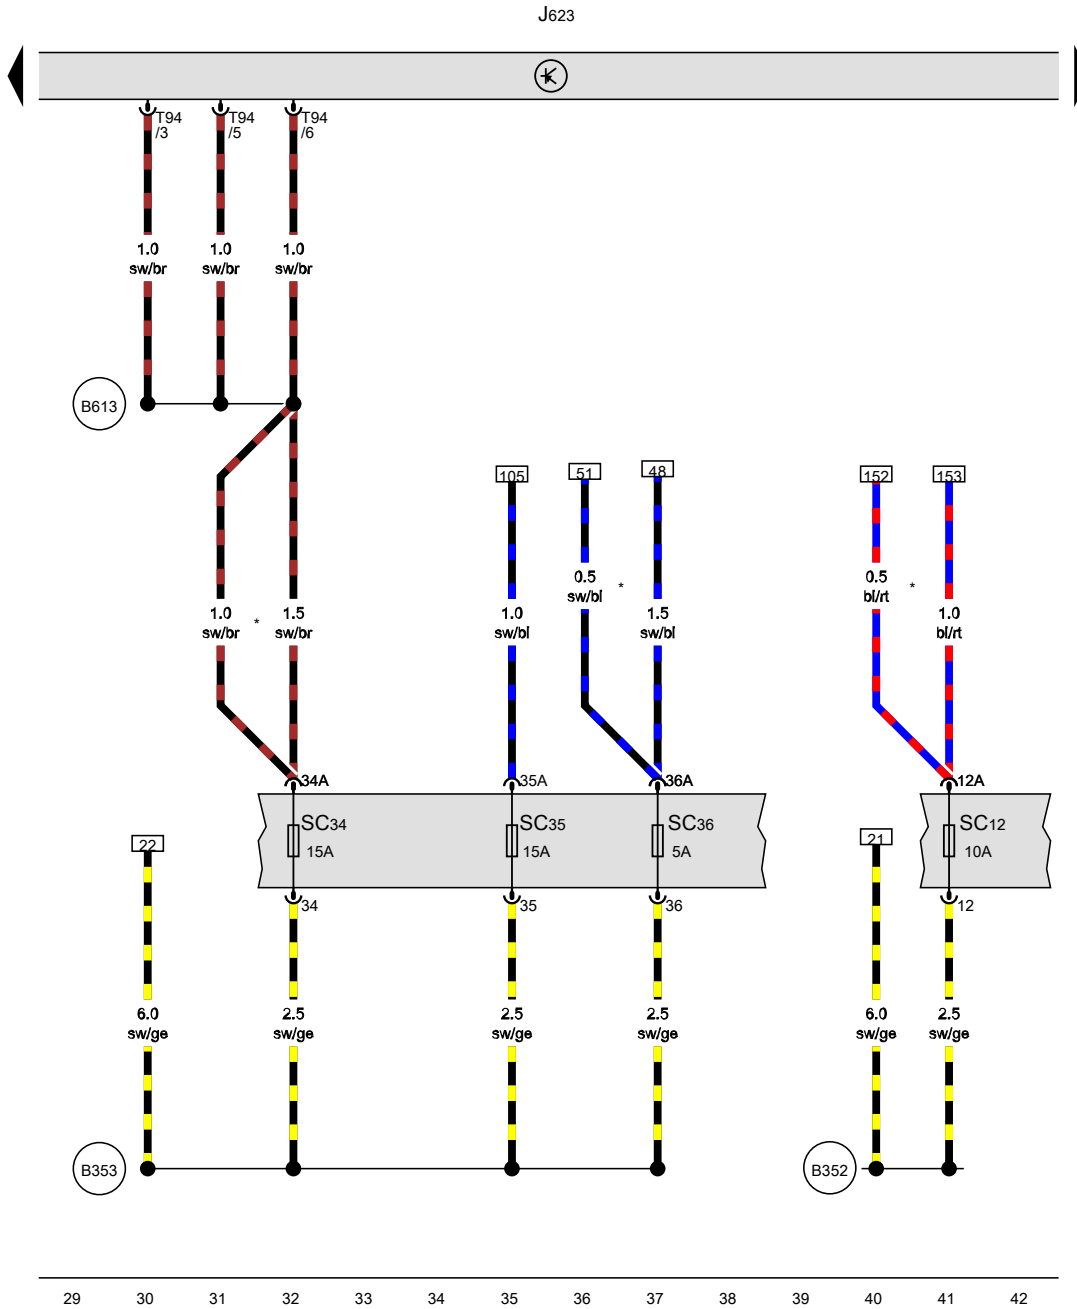 J623
T94 T94 T94
/3 /5 /6
1.0 1.0 1.0
sw/br sw/br sw/br
B613
105 51 48 152 153
0.5 * 0.5 *
sw/bl bl/rt
1.0 * 1.5 1.0 1.5 1.0
sw/br sw/br sw/bl sw/bl bl/rt
34A 35A 36A 12A
SC34 SC35 SC36 SC12
22 21
15A 15A 5A 10A
34 35 36 12
6.0 2.5 2.5 2.5 6.0 2.5
sw/ge sw/ge sw/ge sw/ge sw/ge sw/ge
B353 B352
29 30 31 32 33 34 35 36 37 38 39 40 41 42